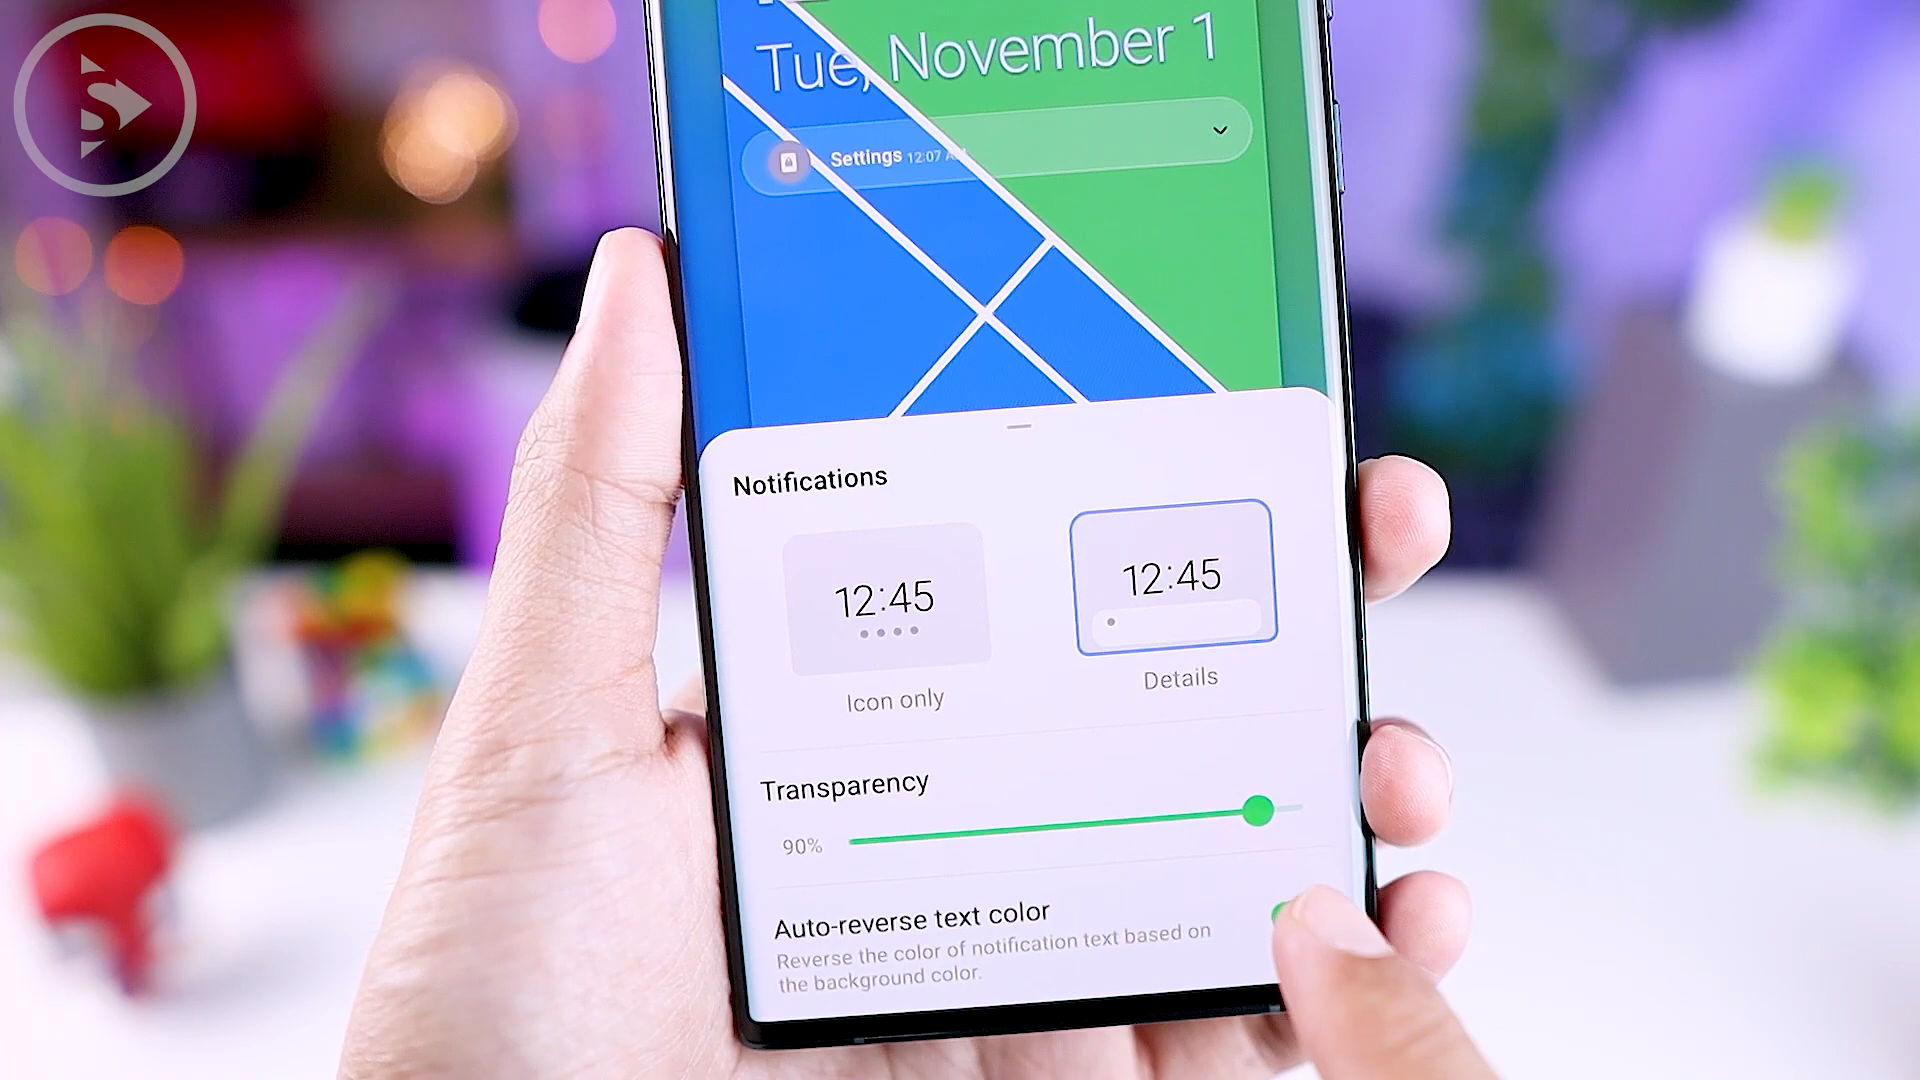 S
Tue, November 1
Settings 12:07
Notifications
12:45
12:45
Icon only
Details
Transparency
90%
Auto-reverse text color
Reverse the color of notification text based on
the background color.